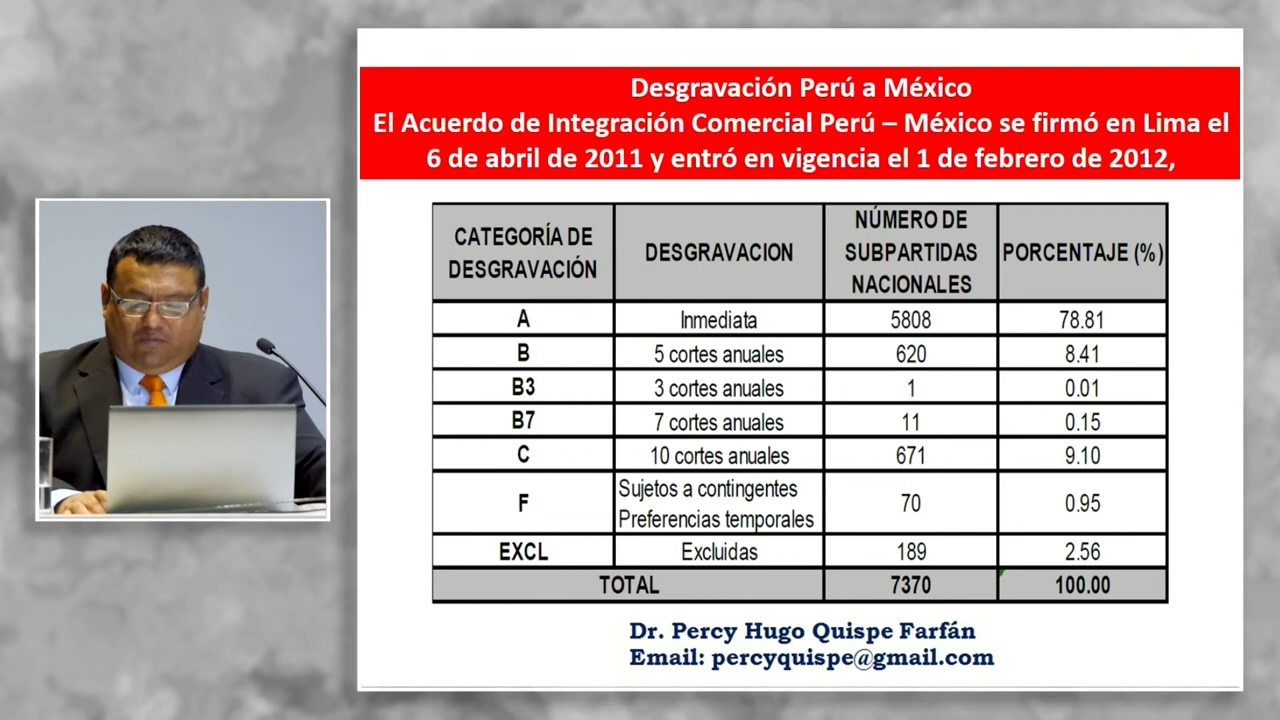 Desgravación Perú a México
El Acuerdo de Integración Comercial Perú – México se firmó en Lima el
6 de abril de 2011 y entró en vigencia el 1 de febrero de 2012,
CATEGORÍA DE
DESGRAVACIÓN
DESGRAVACION
NÚMERO DE
SUBPARTIDAS
NACIONALES
PORCENTAJE (%)
A Inmediata 5808 78.81
B 5 cortes anuales 620 8.41
B3 3 cortes anuales 1 0.01
B7 7 cortes anuales 11 0.15
C 10 cortes anuales 671 9.10
F Sujetos a contingentes
Preferencias temporales 70 0.95
EXCL Excluidas 189 2.56
TOTAL 7370 100.00
Dr. Percy Hugo Quispe Farfán
Email: percyquispe@gmail.com